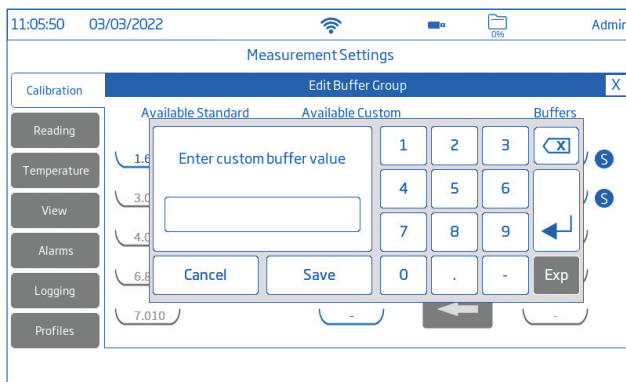 11:05:50 03/03/2022 0% Admin
Measurement Settings
Calibration
Edit Buffer Group X
Available Standard Available Custom Buffers
Reading
Temperature
View
Alarms
Logging
Profiles
Enter custom buffer value
1 2 3 X
4 5 6
7 8 9
Cancel Save 0 . - Exp
1.6 S
3.0 S
4.0
6.8
7.010 - -